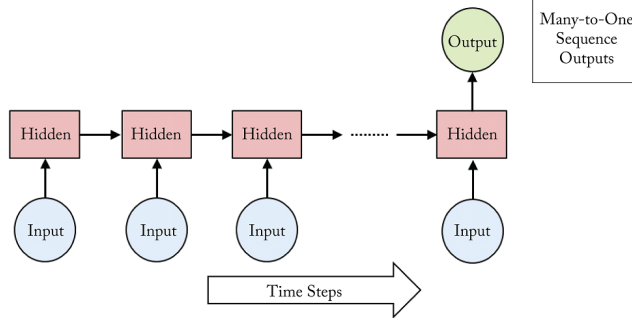 Output
Many-to-One
Sequence
Outputs
Hidden Hidden Hidden Hidden
Input Input Input Input
Time Steps